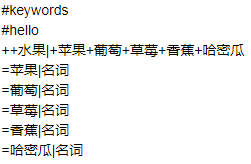 #keywords
#hello
++水果|+苹果+葡萄+草莓+香蕉+哈密瓜
=苹果|名词
=葡萄|名词
=草莓|名词
=香蕉|名词
=哈密瓜|名词